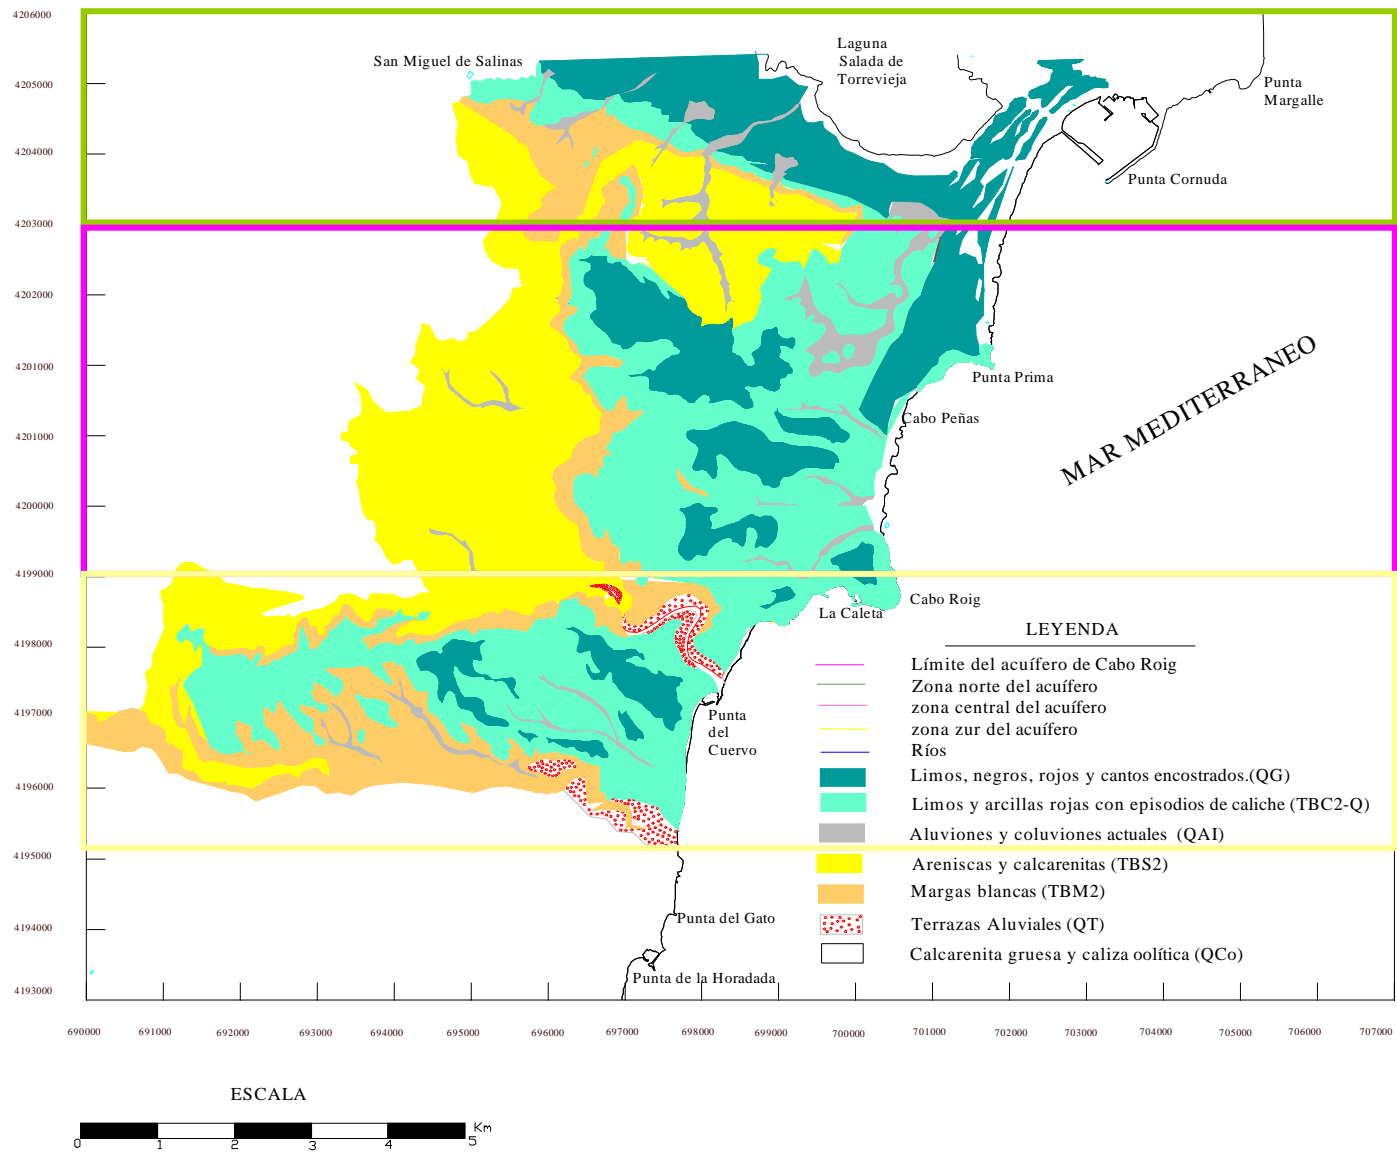 4206000
4205000
4204000
4203000
4202000
4201000
4201000
4200000
4199000
4198000
4197000
4196000
4195000
4194000
4193000
San Miguel de Salinas
Laguna
Salada de
Torrevieja
Punta
Margalle
Punta Cornuda
Punta Prima
Cabo Peñas
MAR MEDITERRANEO
Cabo Roig
La Caleta
Punta
del
Cuervo
Punta del Gato
Punta de la Horadada
LEYENDA
Límite del acuífero de Cabo Roig
Zona norte del acuífero
zona central del acuífero
zona zur del acuífero
Ríos
Limos, negros, rojos y cantos encostrados.(QG)
Limos y arcillas rojas con episodios de caliche (TBC2-Q)
Aluviones y coluviones actuales (QAI)
Areniscas y calcarenitas (TBS2)
Margas blancas (TBM2)
Terrazas Aluviales (QT)
Calcarenita gruesa y caliza oolítica (QCo)
690000 691000 692000 693000 694000 695000 696000 697000 698000 699000 700000 701000 702000 703000 704000 705000 706000 707000
ESCALA
Km
0 1 2 3 4 5